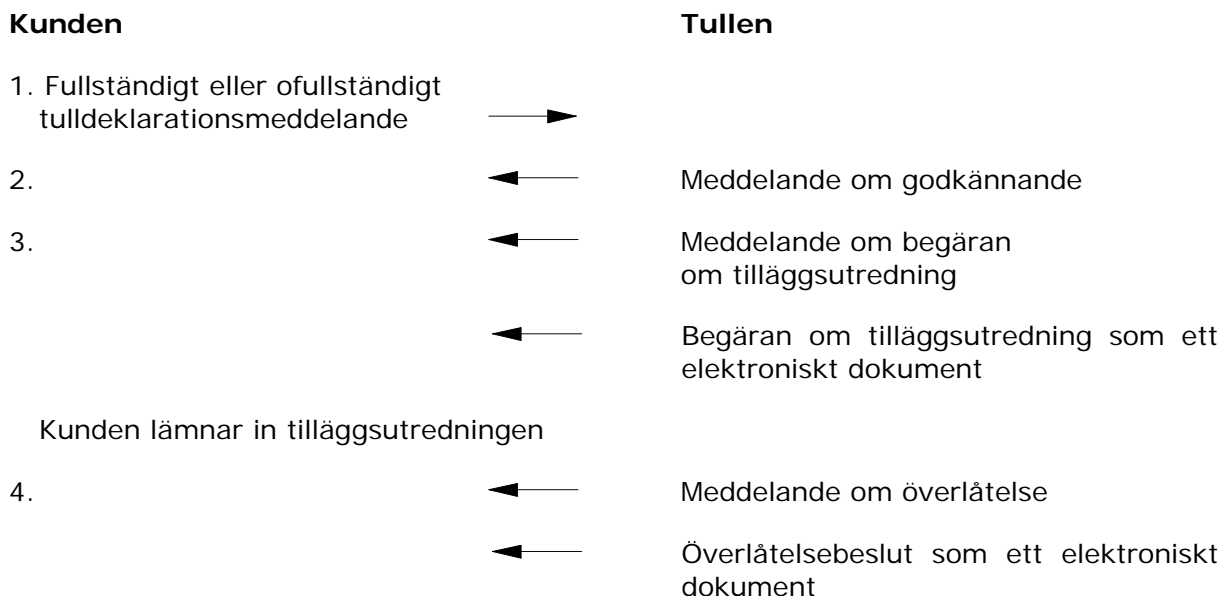 Kunden Tullen
1. Fullständigt eller ofullständigt
tulldeklarationsmeddelande
2. Meddelande om godkännande
3. Meddelande om begäran
om tilläggsutredning
Begäran om tilläggsutredning som ett
elektroniskt dokument
Kunden lämnar in tilläggsutredningen
4. Meddelande om överlåtelse
Överlåtelsebeslut som ett elektroniskt
dokument